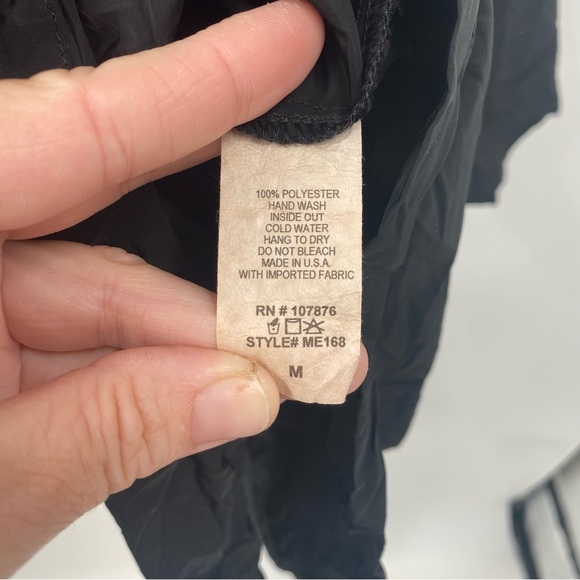 100% POLYESTER
HAND WASH
INSIDE OUT
COLD WATER
HANG TO DRY
DO NOT BLEACH
MADE IN U.S.A.
WITH IMPORTED FABRIC
RN # 107876
STYLE# ME168
M